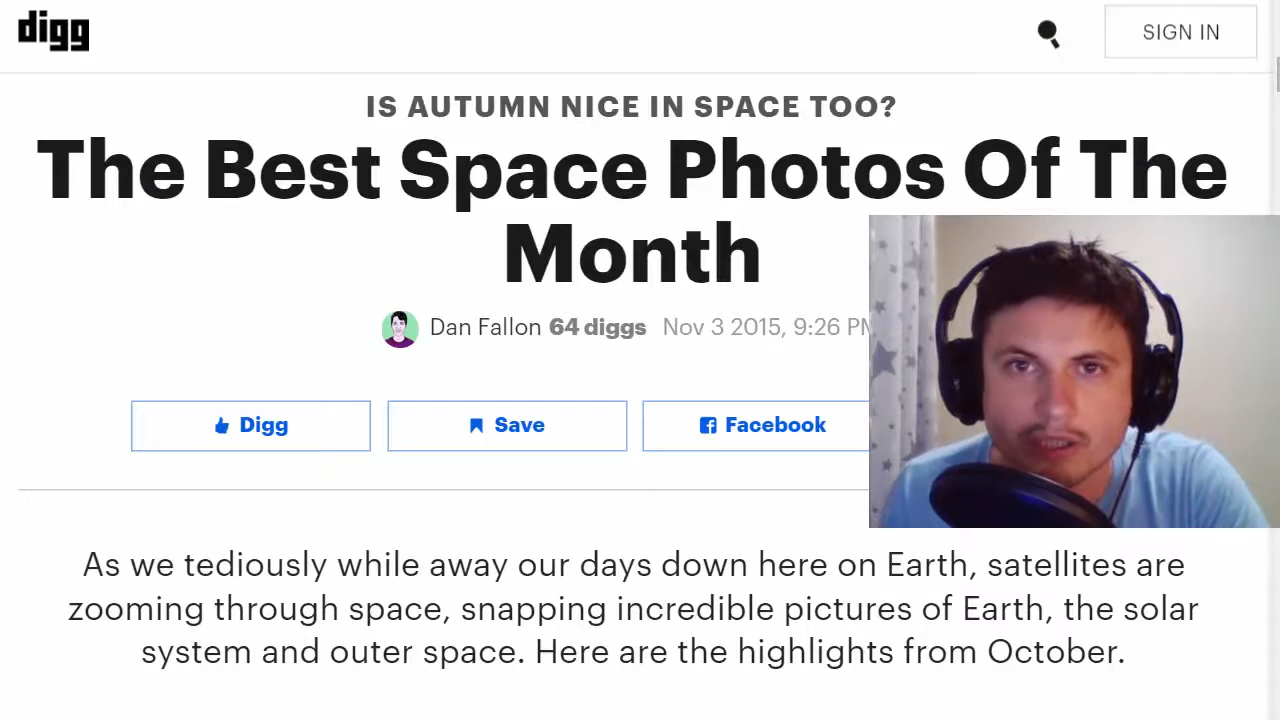 digg
SIGN IN
IS AUTUMN NICE IN SPACE TOO?
The Best Space Photos Of The
Month
Dan Fallon 64 diggs Nov 3 2015, 9:26 PM
Digg Save Facebook
As we tediously while away our days down here on Earth, satellites are
zooming through space, snapping incredible pictures of Earth, the solar
system and outer space. Here are the highlights from October.